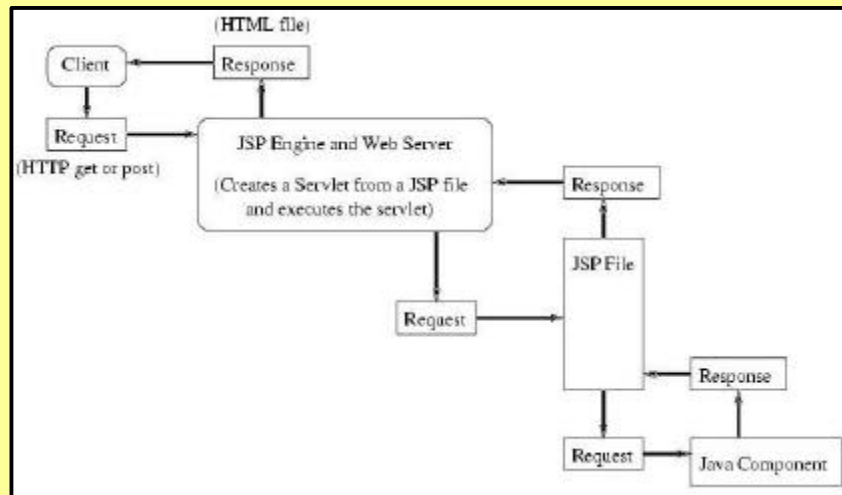 (HTML file)
Client
Response
Request
(HTTP get or post)
JSP Engine and Web Server
(Creates a Servlet from a JSP file
and executes the servlet)
Response
JSP File
Request
Response
Request
Java Component